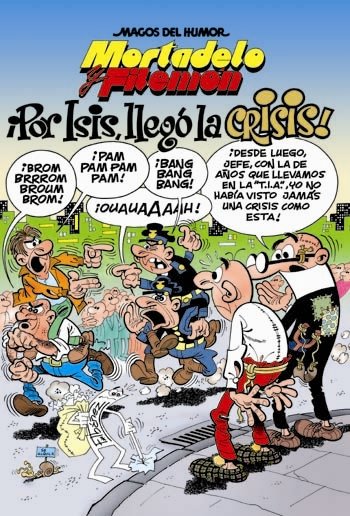 MAGOS DEL HUMOR
Mortadelo
y Filemón
¡Por Isis, llegó la CRISIS!
¡BROM
BRRROM
BROUM
BROM!
¡PAM
PAM PAM
PAM!
¡OUAUAAAAH!
¡BANG
BANG
BANG!
¡DESDE LUEGO,
JEFE, CON LA DE
AÑOS QUE LLEVAMOS
EN LA "T.I.A.", YO NO
HABÍA VISTO JAMÁS
UNA CRISIS COMO
ESTA!